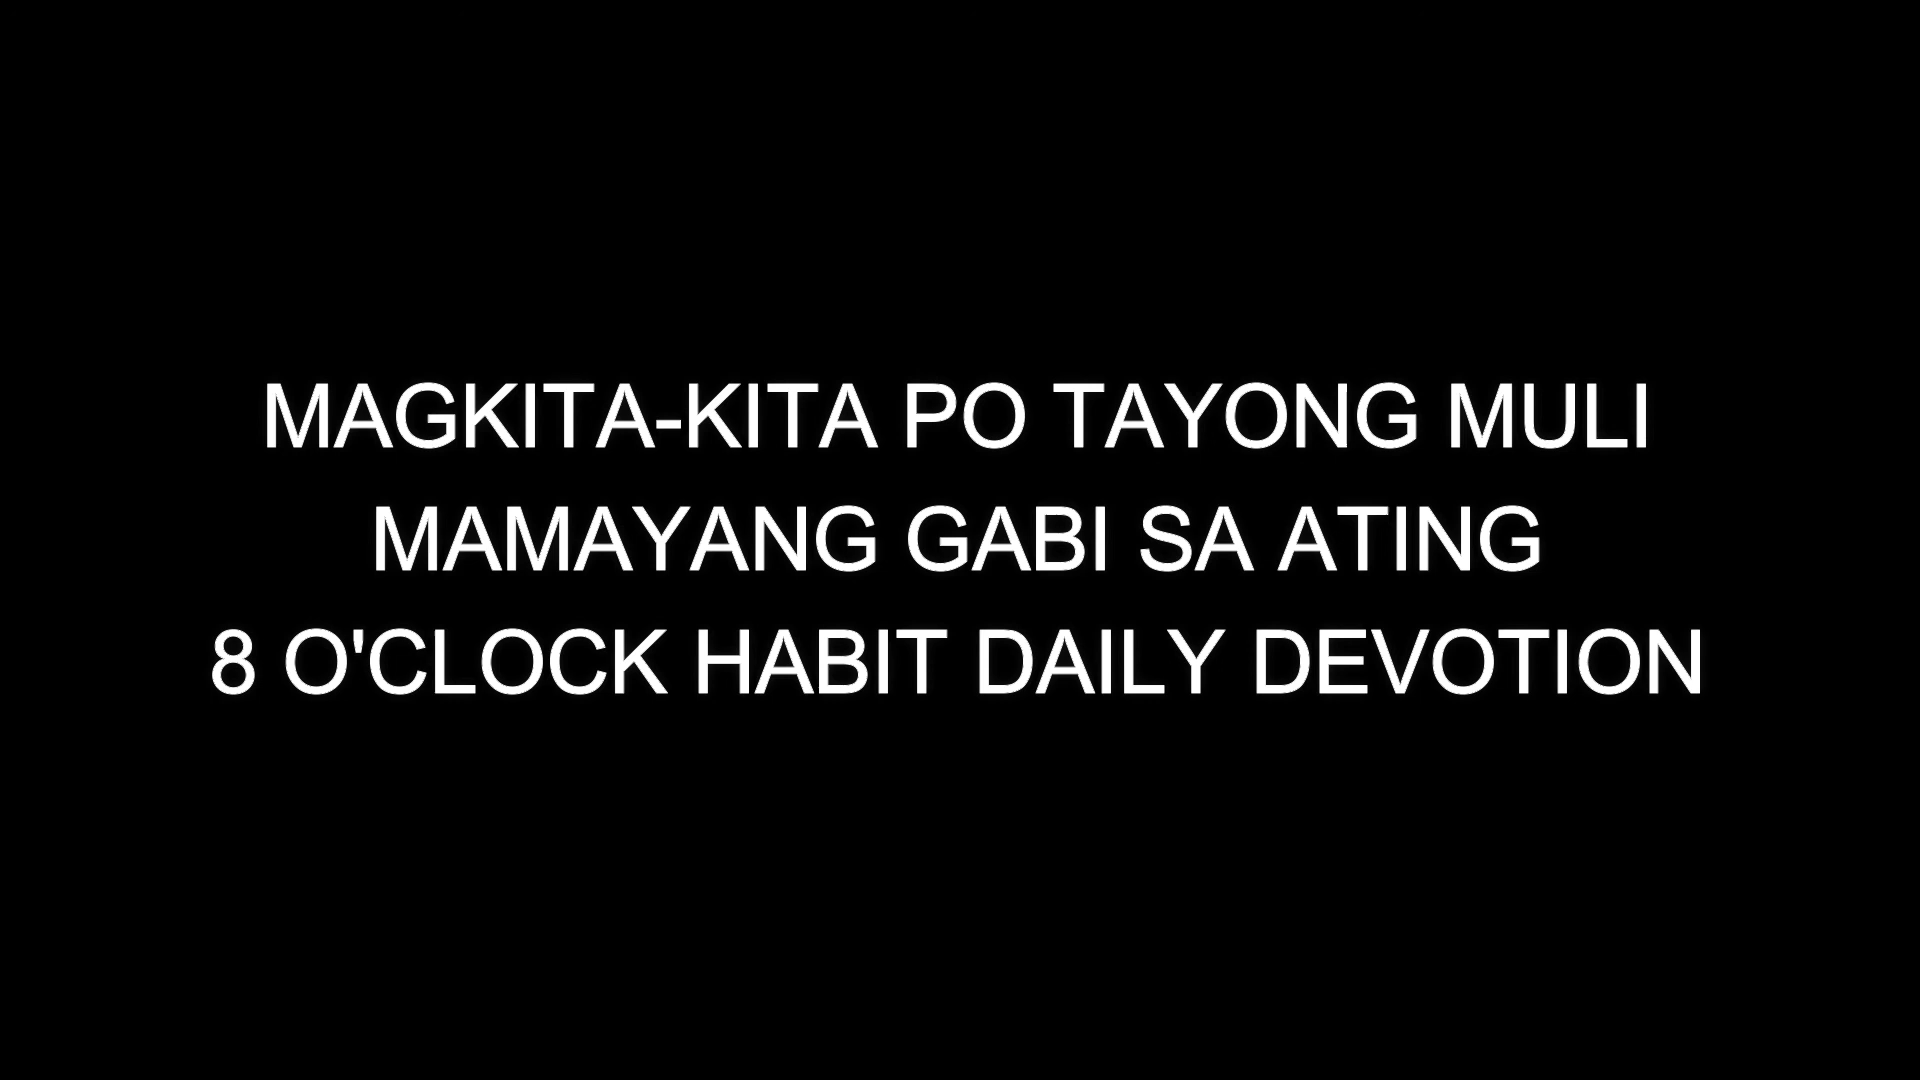 MAGKITA-KITA PO TAYONG MULI
MAMAYANG GABI SA ATING
8 O'CLOCK HABIT DAILY DEVOTION